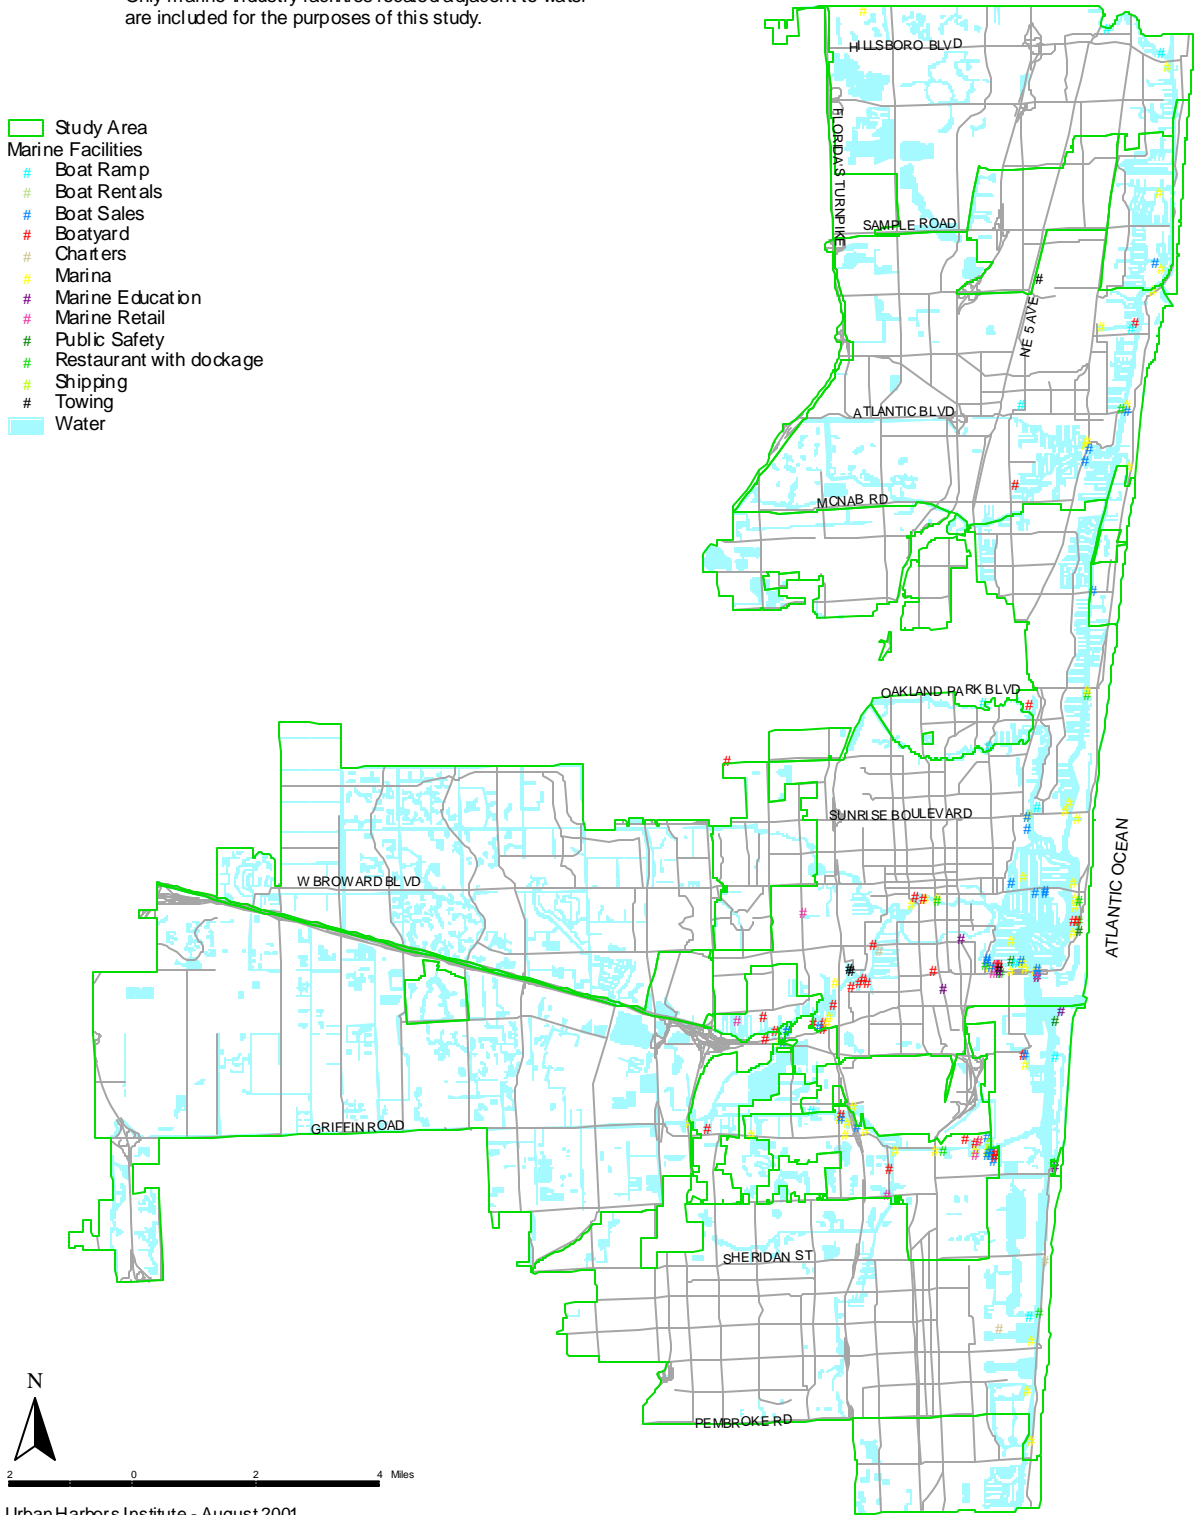 are included for the purposes of this study.
Study Area
Marine Facilities
# Boat Ramp
# Boat Rentals
# Boat Sales
# Boatyard
# Charters
# Marina
# Marine Education
# Marine Retail
# Public Safety
# Restaurant with dockage
# Shipping
# Towing
Water
HILLSBORO BLVD
FLORIDA'S TURNPIKE
SAMPLE ROAD
NE 5 AVE
ATLANTIC BLVD
MCNAB RD
OAKLAND PARK BLVD
SUNRISE BOULEVARD
W BROWARD BLVD
ATLANTIC OCEAN
GRIFFIN ROAD
SHERIDAN ST
PEMBROKE RD
N
2 0 2 4 Miles
Urban Harbors Institute - August 2001